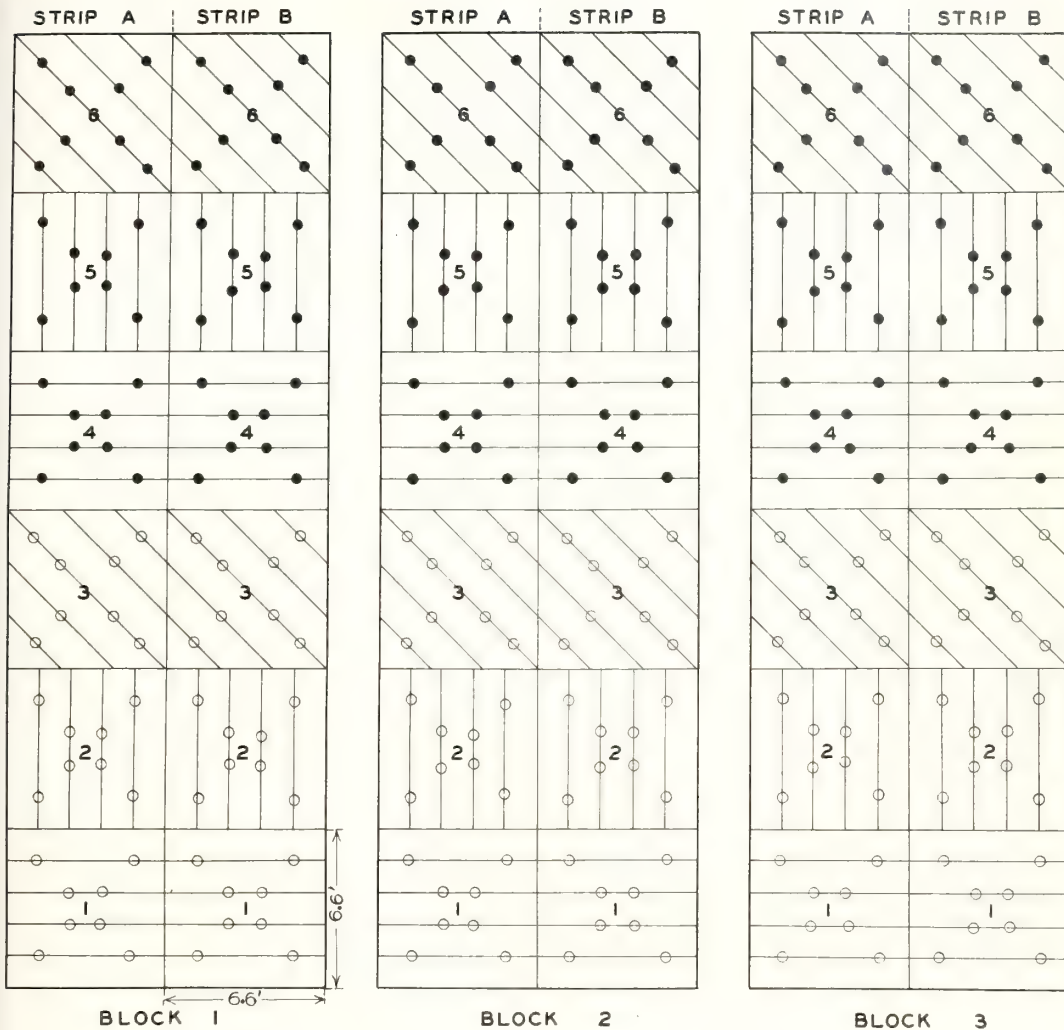 STRIP A STRIP B STRIP A STRIP B STRIP A STRIP B
6 6 6 6 6 6
5 5 5 5 5 5
4 4 4 4 4 4
3 3 3 3 3 3
2 2 2 2 2 2
1 1 6.6' 1 1 1 1
6.6'
BLOCK 1 BLOCK 2 BLOCK 3